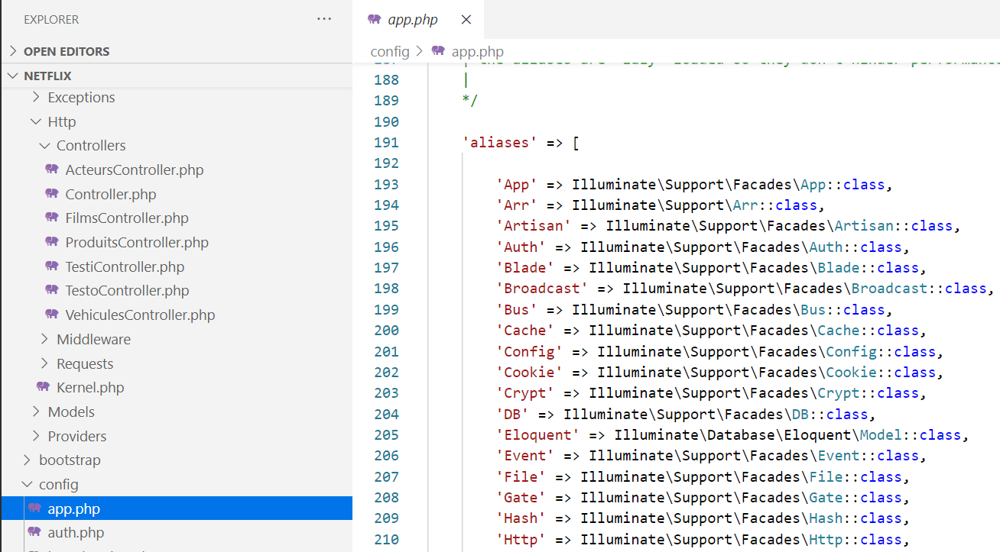 EXPLORER
...
OPEN EDITORS
NETFLIX
Exceptions
Http
Controllers
ActeursController.php
Controller.php
FilmsController.php
ProduitsController.php
TestiController.php
TestoController.php
VehiculesController.php
Middleware
Requests
Kernel.php
Models
Providers
bootstrap
config
app.php
auth.php
app.php
config > app.php
188 |
189 */
190
191 'aliases' => [
192
193 'App' => Illuminate\Support\Facades\App::class,
194 'Arr' => Illuminate\Support\Arr::class,
195 'Artisan' => Illuminate\Support\Facades\Artisan::class,
196 'Auth' => Illuminate\Support\Facades\Auth::class,
197 'Blade' => Illuminate\Support\Facades\Blade::class,
198 'Broadcast' => Illuminate\Support\Facades\Broadcast::class,
199 'Bus' => Illuminate\Support\Facades\Bus::class,
200 'Cache' => Illuminate\Support\Facades\Cache::class,
201 'Config' => Illuminate\Support\Facades\Config::class,
202 'Cookie' => Illuminate\Support\Facades\Cookie::class,
203 'Crypt' => Illuminate\Support\Facades\Crypt::class,
204 'DB' => Illuminate\Support\Facades\DB::class,
205 'Eloquent' => Illuminate\Database\Eloquent\Model::class,
206 'Event' => Illuminate\Support\Facades\Event::class,
207 'File' => Illuminate\Support\Facades\File::class,
208 'Gate' => Illuminate\Support\Facades\Gate::class,
209 'Hash' => Illuminate\Support\Facades\Hash::class,
210 'Http' => Illuminate\Support\Facades\Http::class,